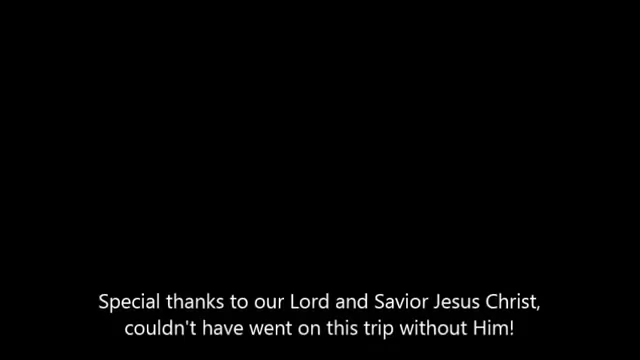 Special thanks to our Lord and Savior Jesus Christ,
couldn't have went on this trip without Him!